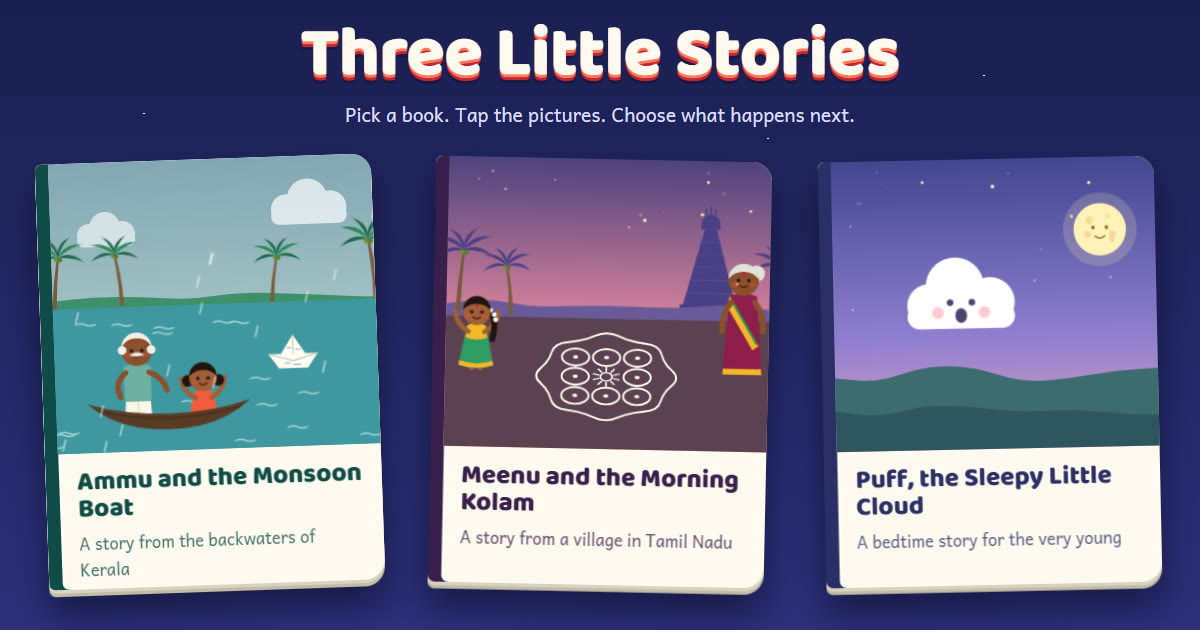 Three Little Stories
Pick a book. Tap the pictures. Choose what happens next.
Ammu and the Monsoon
Boat
A story from the backwaters of
Kerala
Meenu and the Morning
Kolam
A story from a village in Tamil Nadu
Puff, the Sleepy Little
Cloud
A bedtime story for the very young